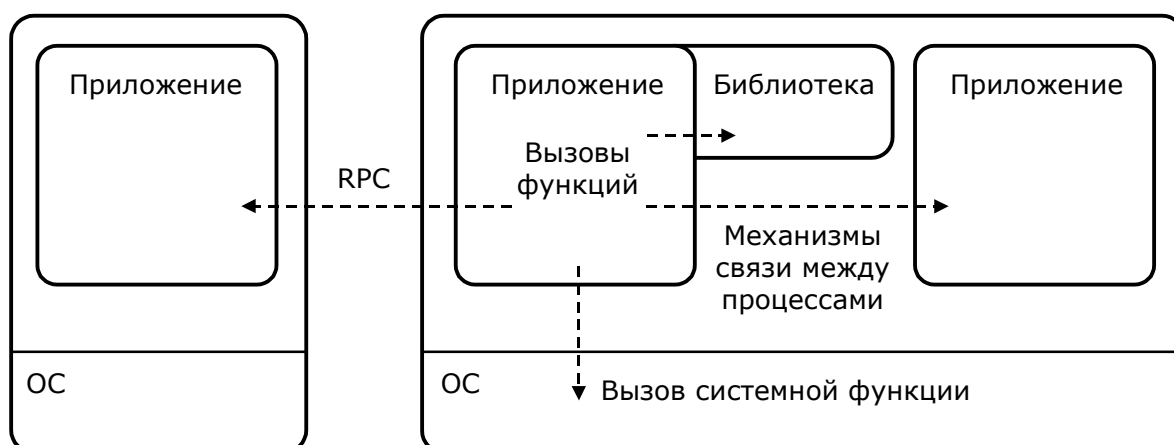 Приложение
Приложение
Библиотека
Приложение
Вызовы
функций
RPC
Механизмы
связи между
процессами
ОС
ОС
Вызов системной функции